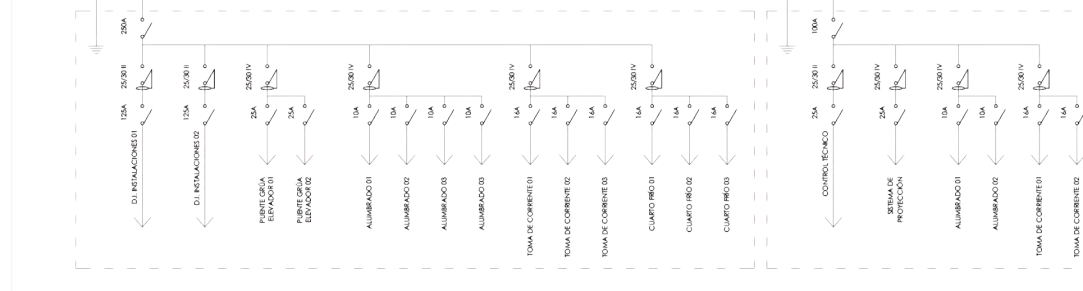 250A
25/30 II
125A
D.I. INSTALACIONES 01
25/30 II
125A
D.I. INSTALACIONES 02
25/30 IV
25A
PUENTE GRÚA
ELEVADOR 01
25A
PUENTE GRÚA
ELEVADOR 02
25/30 IV
10A
ALUMBRADO 01
10A
ALUMBRADO 02
10A
ALUMBRADO 03
10A
ALUMBRADO 03
25/30 IV
16A
TOMA DE CORRIENTE 01
16A
TOMA DE CORRIENTE 02
16A
TOMA DE CORRIENTE 03
25/30 IV
16A
CUARTO FRÍO 01
16A
CUARTO FRÍO 02
16A
CUARTO FRÍO 03
100A
25/30 II
25A
CONTROL TÉCNICO
25/30 IV
25A
SISTEMA DE
PROYECCIÓN
25/30 II
10A
ALUMBRADO 01
10A
ALUMBRADO 02
25/30 IV
16A
TOMA DE CORRIENTE 01
16A
TOMA DE CORRIENTE 02